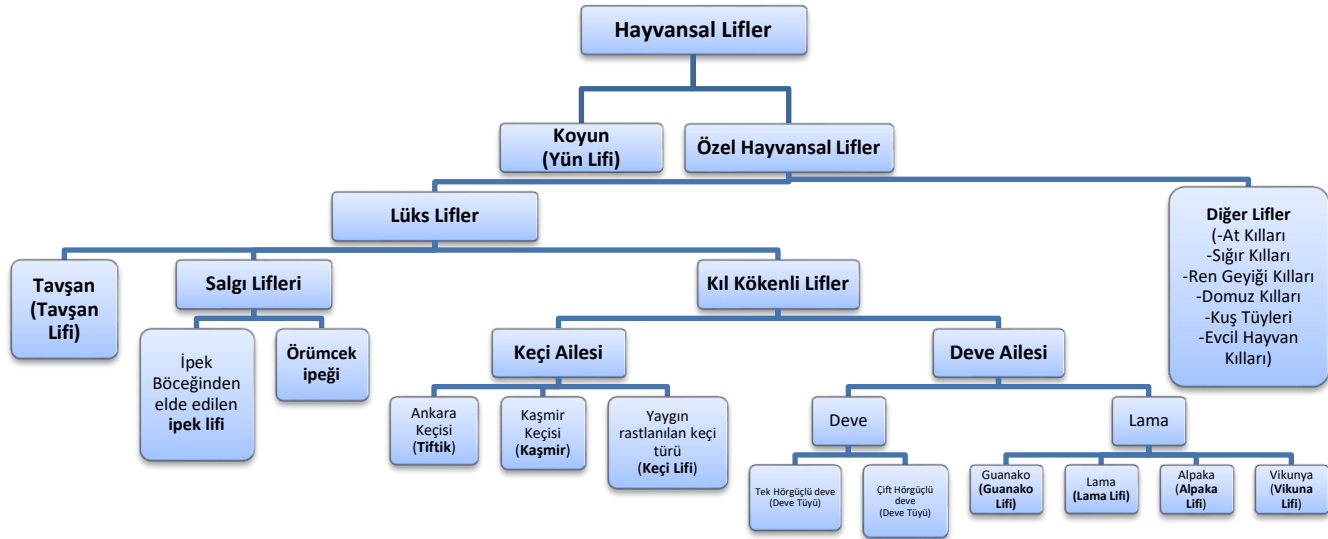 Hayvansal Lifler
Koyun
(Yün Lifi)
Özel Hayvansal Lifler
Lüks Lifler
Diğer Lifler
(-At Kılları
-Sığır Kılları
-Ren Geyiği Kılları
-Domuz Kılları
-Kuş Tüyleri
-Evcil Hayvan
Kılları)
Tavşan
(Tavşan
Lifi)
Salgı Lifleri
Kıl Kökenli Lifler
İpek
Böceğinden
elde edilen
ipek lifi
Örümcek
ipeği
Keçi Ailesi
Deve Ailesi
Ankara
Keçisi
(Tiftik)
Kaşmir
Keçisi
(Kaşmir)
Yaygın
rastlanılan keçi
türü
(Keçi Lifi)
Deve
Lama
Tek Hörgüçlü deve
(Deve Tüyü)
Çift Hörgüçlü
deve
(Deve Tüyü)
Guanako
(Guanako
Lifi)
Lama
(Lama Lifi)
Alpaka
(Alpaka
Lifi)
Vikunya
(Vikuna
Lifi)